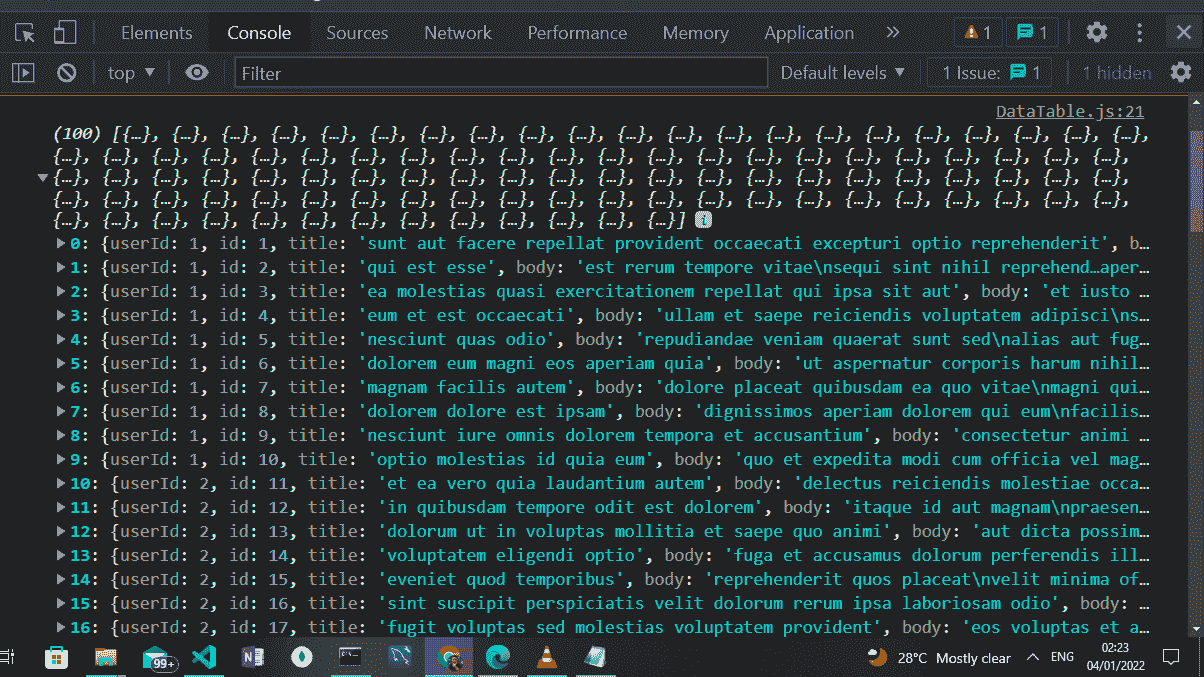 Elements Console Sources Network Performance Memory Application » 1 1
top ▼ Filter Default levels ▼ 1 Issue: 1 1 hidden
DataTable.js:21
(100) [{…}, {…}, {…}, {…}, {…}, {…}, {…}, {…}, {…}, {…}, {…}, {…}, {…}, {…}, {…}, {…}, {…}, {…}, {…}, {…}, {…},
{…}, {…}, {…}, {…}, {…}, {…}, {…}, {…}, {…}, {…}, {…}, {…}, {…}, {…}, {…}, {…}, {…}, {…}, {…}, {…}, {…}, {…},
{…}, {…}, {…}, {…}, {…}, {…}, {…}, {…}, {…}, {…}, {…}, {…}, {…}, {…}, {…}, {…}, {…}, {…}, {…}, {…}, {…}, {…},
{…}, {…}, {…}, {…}, {…}, {…}, {…}, {…}, {…}, {…}, {…}, {…}, {…}, {…}, {…}, {…}, {…}, {…}, {…}, {…}, {…}, {…},
{…}, {…}, {…}, {…}, {…}, {…}, {…}, {…}, {…}, {…}, {…}, {…}, {…}] i
▶0: {userId: 1, id: 1, title: 'sunt aut facere repellat provident occaecati excepturi optio reprehenderit', b…
▶1: {userId: 1, id: 2, title: 'qui est esse', body: 'est rerum tempore vitae\nsequi sint nihil reprehend…aper…
▶2: {userId: 1, id: 3, title: 'ea molestias quasi exercitationem repellat qui ipsa sit aut', body: 'et iusto …
▶3: {userId: 1, id: 4, title: 'eum et est occaecati', body: 'ullam et saepe reiciendis voluptatem adipisci\ns…
▶4: {userId: 1, id: 5, title: 'nesciunt quas odio', body: 'repudiandae veniam quaerat sunt sed\nalias aut fug…
▶5: {userId: 1, id: 6, title: 'dolorem eum magni eos aperiam quia', body: 'ut aspernatur corporis harum nihil…
▶6: {userId: 1, id: 7, title: 'magnam facilis autem', body: 'dolore placeat quibusdam ea quo vitae\nmagni qui…
▶7: {userId: 1, id: 8, title: 'dolorem dolore est ipsam', body: 'dignissimos aperiam dolorem qui eum\nfacilis…
▶8: {userId: 1, id: 9, title: 'nesciunt iure omnis dolorem tempora et accusantium', body: 'consectetur animi …
▶9: {userId: 1, id: 10, title: 'optio molestias id quia eum', body: 'quo et expedita modi cum officia vel mag…
▶10: {userId: 2, id: 11, title: 'et ea vero quia laudantium autem', body: 'delectus reiciendis molestiae occa…
▶11: {userId: 2, id: 12, title: 'in quibusdam tempore odit est dolorem', body: 'itaque id aut magnam\npraesen…
▶12: {userId: 2, id: 13, title: 'dolorum ut in voluptas mollitia et saepe quo animi', body: 'aut dicta possim…
▶13: {userId: 2, id: 14, title: 'voluptatem eligendi optio', body: 'fuga et accusamus dolorum perferendis ill…
▶14: {userId: 2, id: 15, title: 'eveniet quod temporibus', body: 'reprehenderit quos placeat\nvelit minima of…
▶15: {userId: 2, id: 16, title: 'sint suscipit perspiciatis velit dolorum rerum ipsa laboriosam odio', body: …
▶16: {userId: 2, id: 17, title: 'fugit voluptas sed molestias voluptatem provident', body: 'eos voluptas et a…
99+ 28°C Mostly clear ENG 02:23
04/01/2022